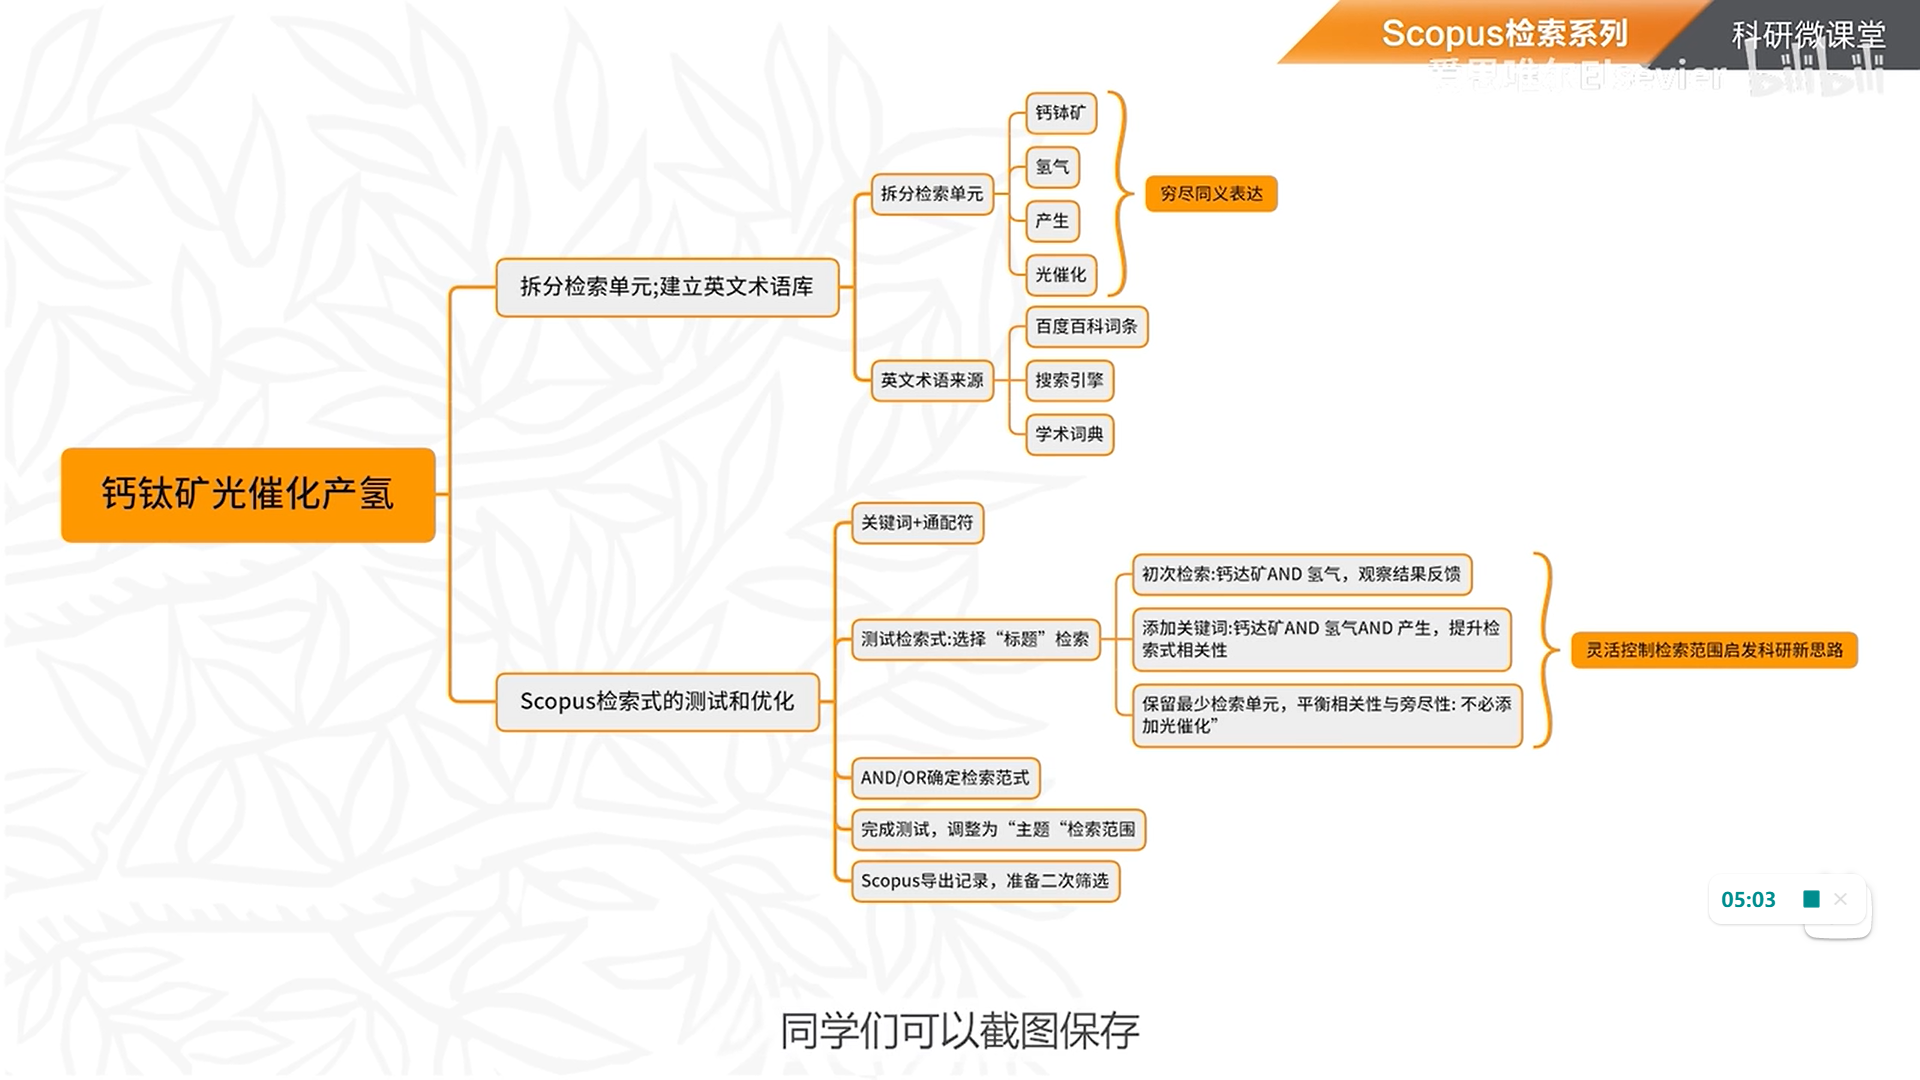 Scopus检索系列
科研微课堂
爱思唯尔Elsevier
bilibili
钙钛矿光催化产氢
拆分检索单元;建立英文术语库
拆分检索单元
钙钵矿
氢气
产生
光催化
穷尽同义表达
英文术语来源
百度百科词条
搜索引擎
学术词典
Scopus检索式的测试和优化
关键词+通配符
测试检索式:选择“标题”检索
初次检索:钙达矿AND 氢气，观察结果反馈
添加关键词:钙达矿AND 氢气AND 产生，提升检
索式相关性
保留最少检索单元，平衡相关性与旁尽性: 不必添
加光催化”
灵活控制检索范围启发科研新思路
AND/OR确定检索范式
完成测试，调整为“主题“检索范围
Scopus导出记录，准备二次筛选
05:03
同学们可以截图保存